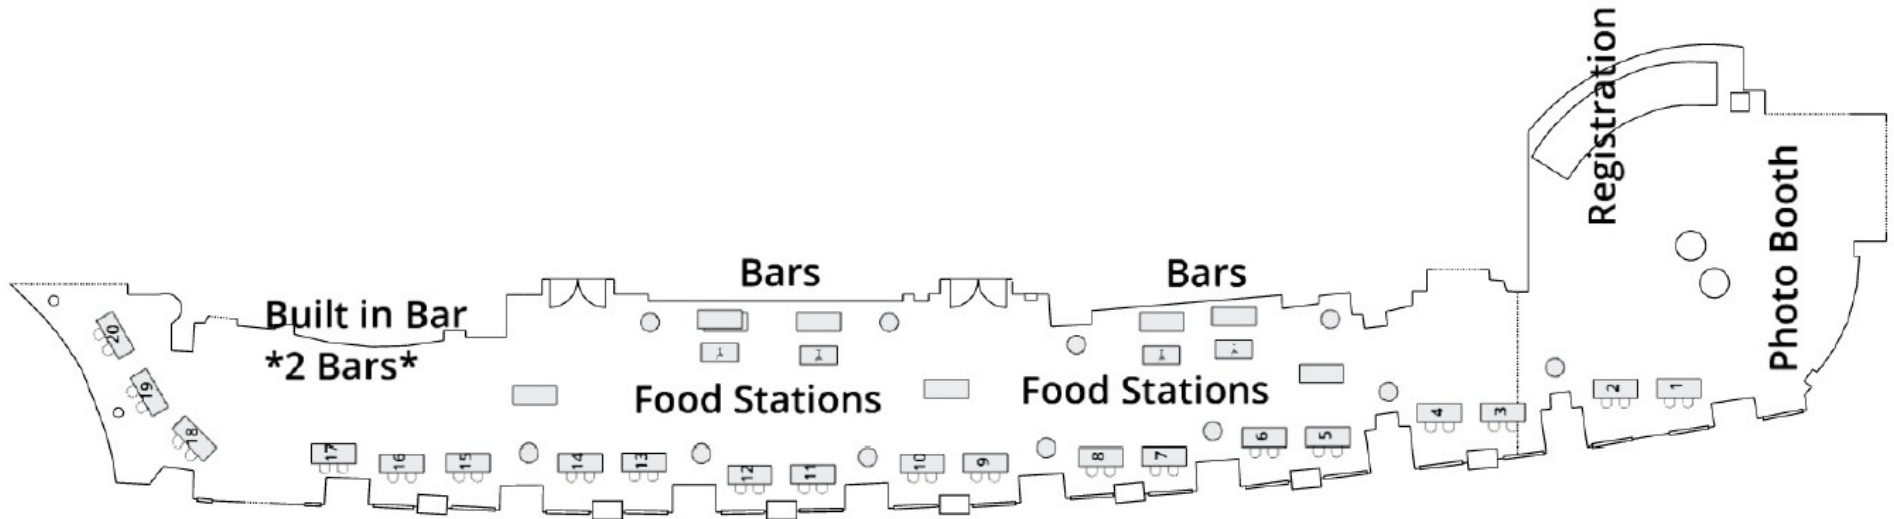 Registration
Photo Booth
Bars
Bars
Built in Bar
*2 Bars*
Food Stations
Food Stations
20
19
18
17
16
15
14
13
12
11
10
9
8
7
6
5
4
3
2
1